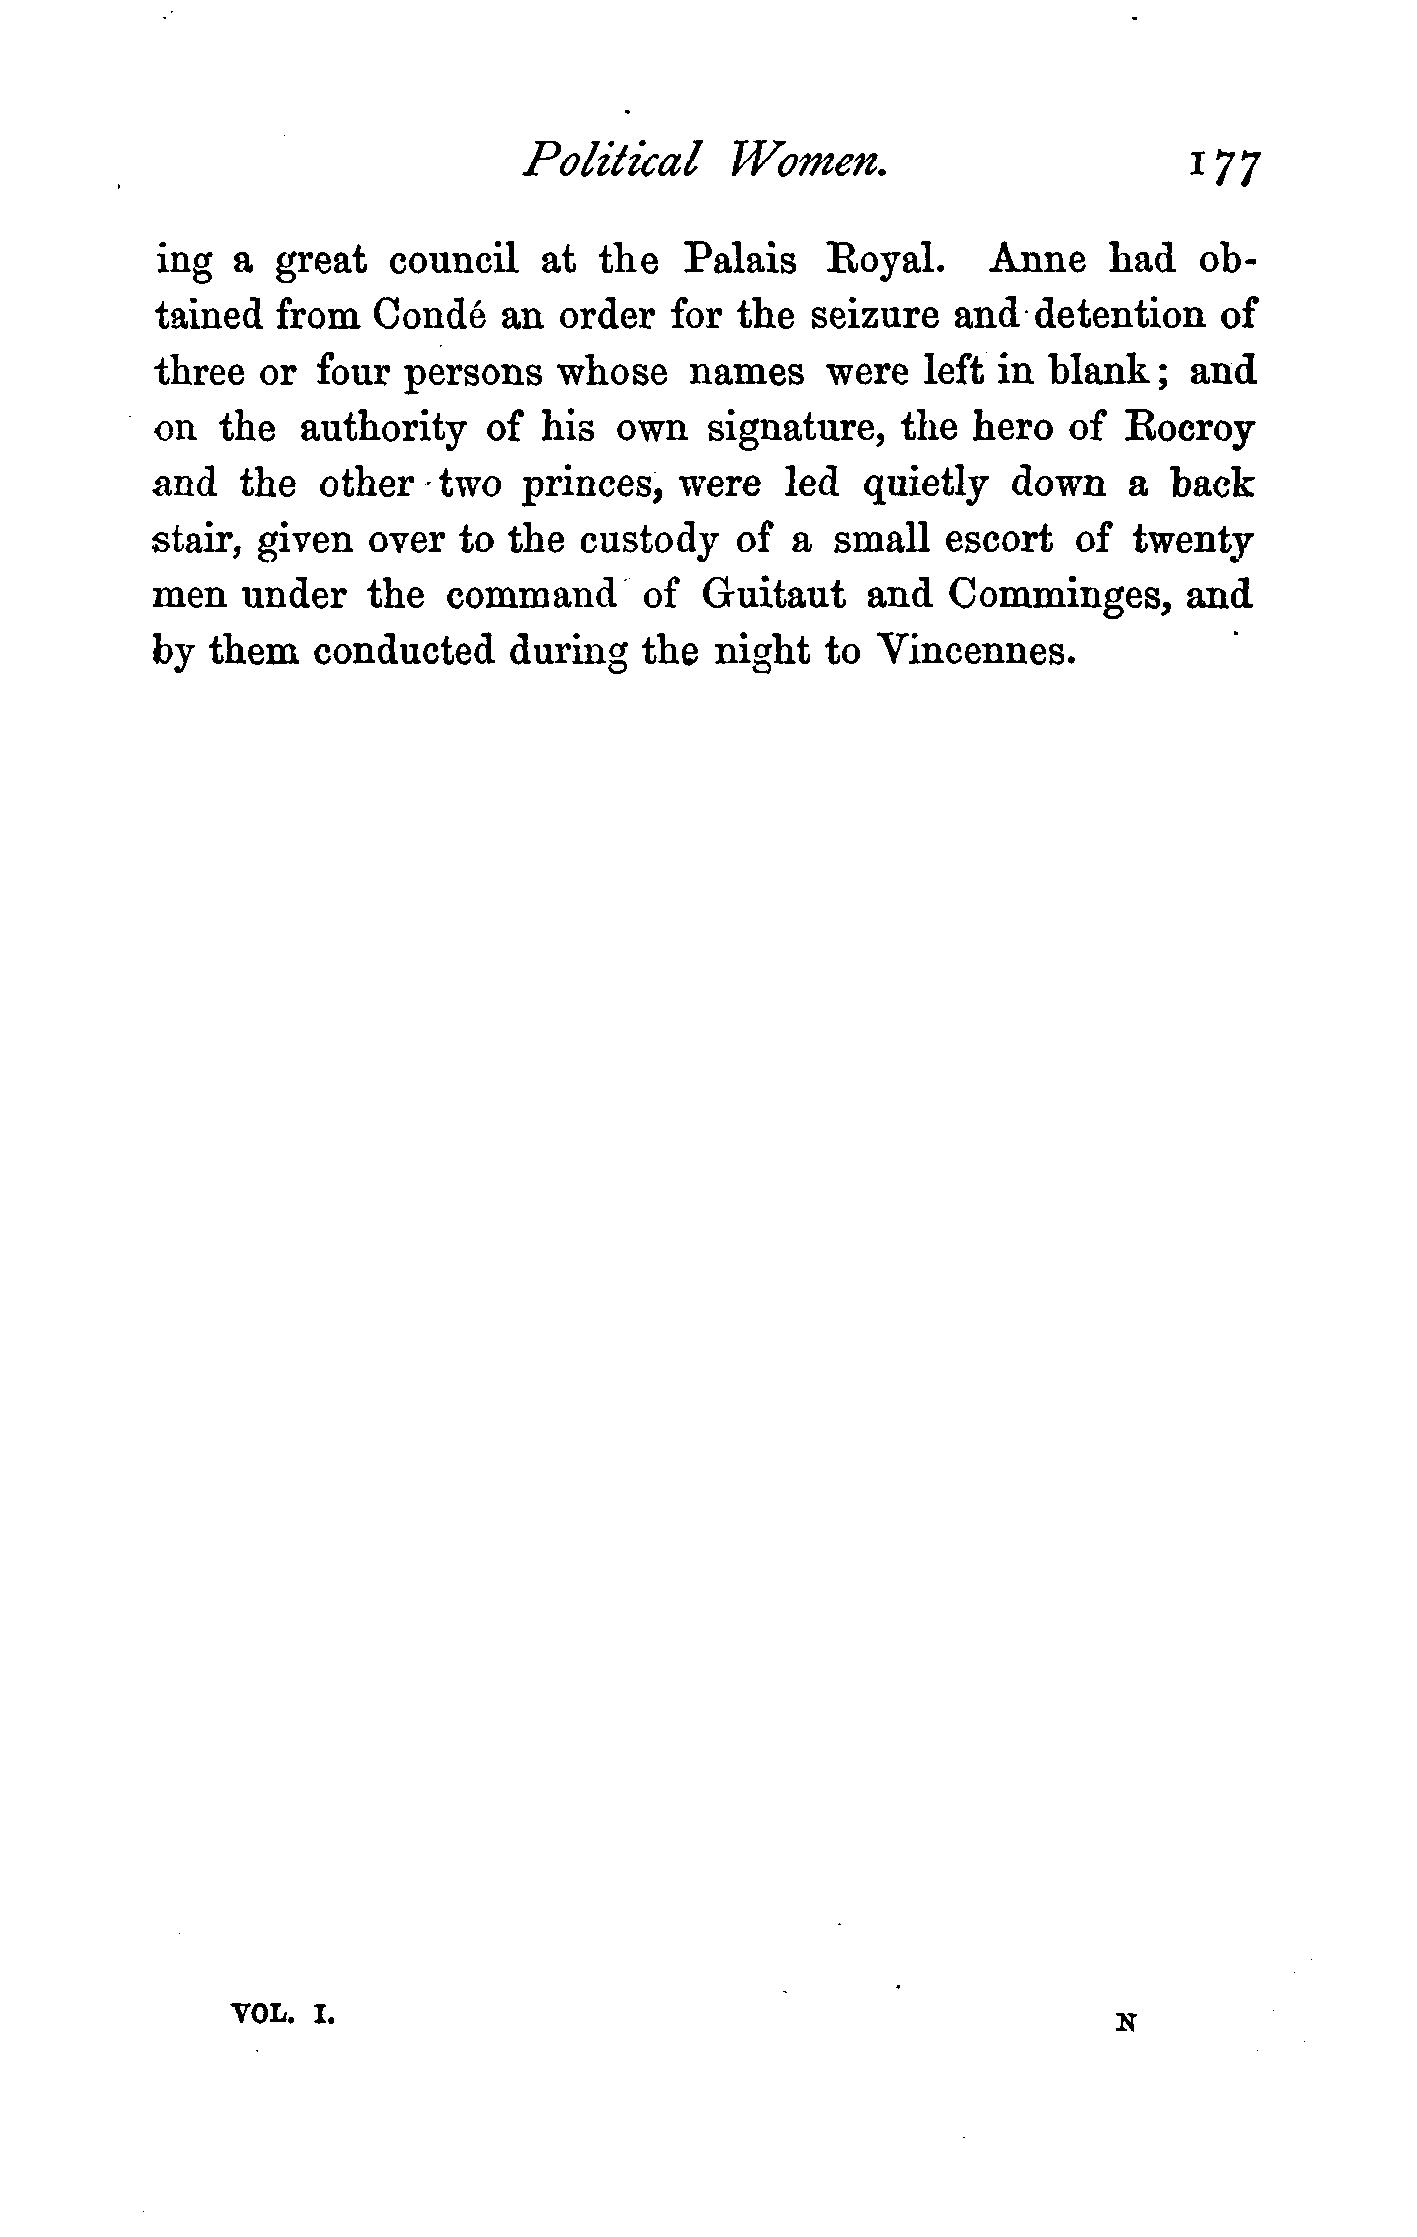 Political Women. 177
ing a great council at the Palais Royal. Anne had ob-
tained from Condé an order for the seizure and detention of
three or four persons whose names were left in blank; and
on the authority of his own signature, the hero of Rocroy
and the other two princes, were led quietly down a back
stair, given over to the custody of a small escort of twenty
men under the command of Guitaut and Comminges, and
by them conducted during the night to Vincennes.
VOL. I. N